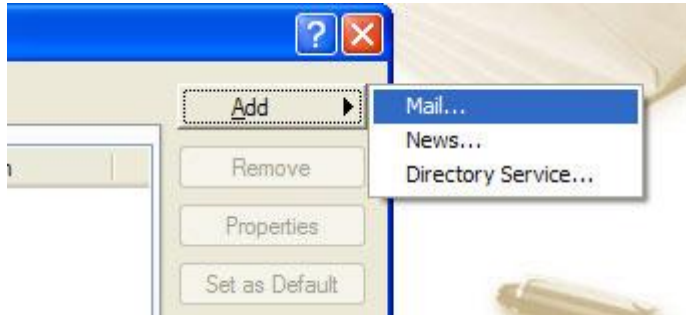 Add
Mail...
News...
Directory Service...
Remove
Properties
Set as Default